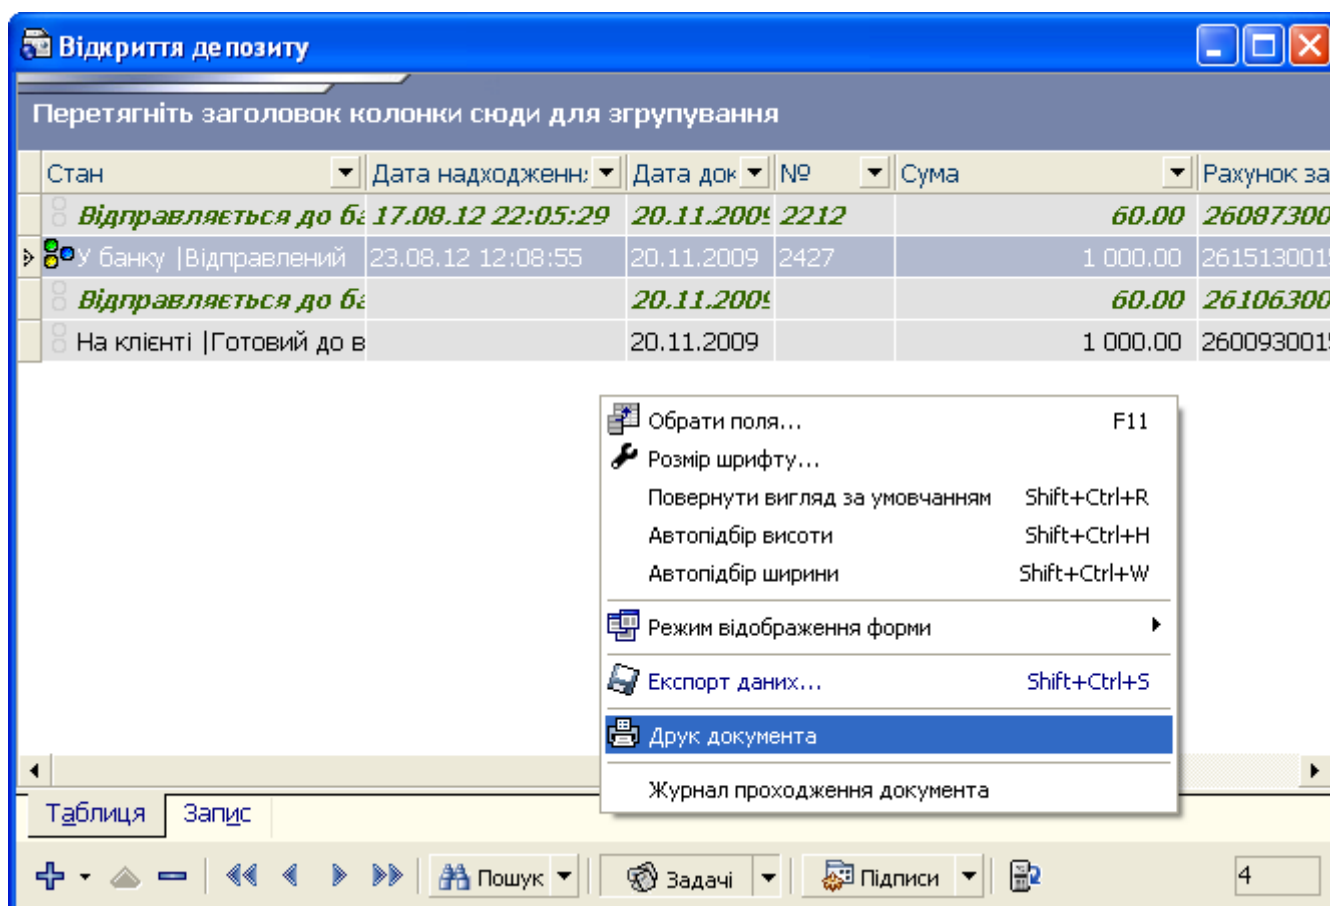 Відкриття депозиту
Перетягніть заголовок колонки сюди для згрупування
Стан Дата надходження Дата док № Сума Рахунок за
Відправляється до ба 17.08.12 22:05:29 20.11.2009 2212 60.00 26087300
У банку |Відправлений 23.08.12 12:08:55 20.11.2009 2427 1 000.00 261513001
Відправляється до ба 20.11.2009 60.00 26106300
На клієнті |Готовий до в 20.11.2009 1 000.00 260093001
Обрати поля... F11
Розмір шрифту...
Повернути вигляд за умовчанням Shift+Ctrl+R
Автопідбір висоти Shift+Ctrl+H
Автопідбір ширини Shift+Ctrl+W
Режим відображення форми
Експорт даних... Shift+Ctrl+S
Друк документа
Журнал проходження документа
Таблиця Запис
Пошук Задачі Підписи 4